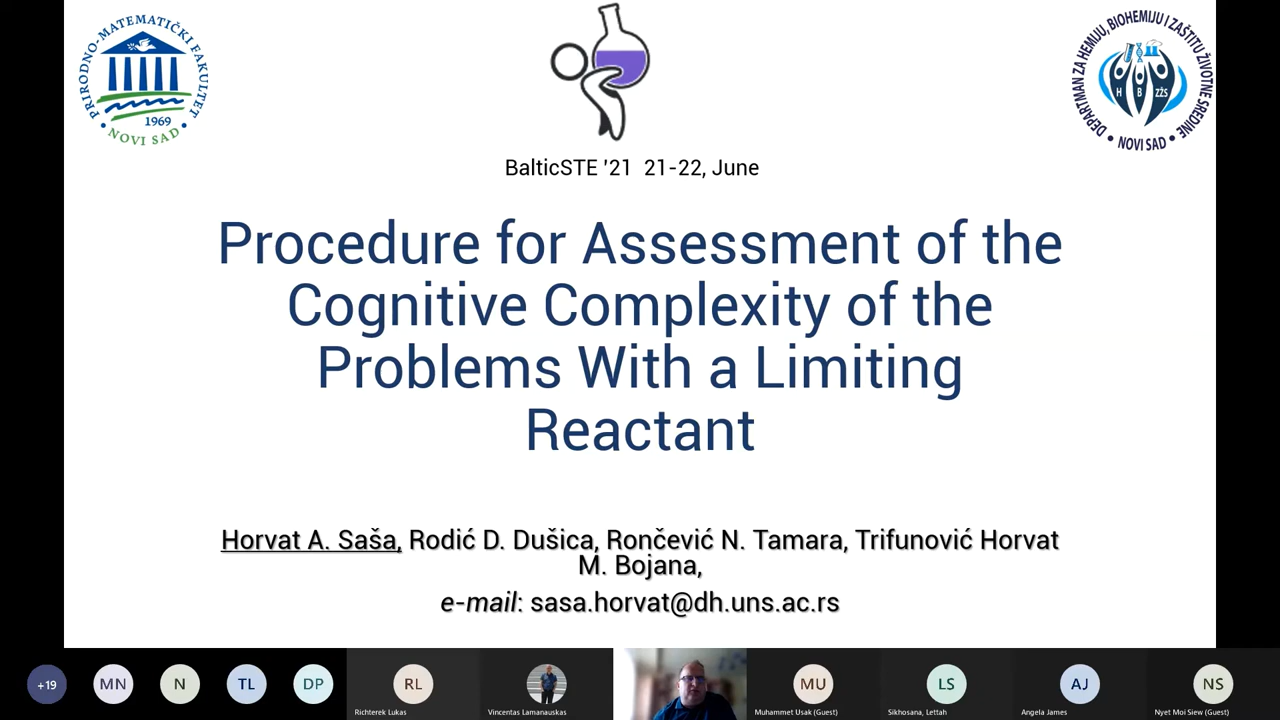 PRIRODNO-MATEMATIČKI FAKULTET
1969
• NOVI SAD •
DEPARTMAN ZA HEMIJU, BIOHEMIJU I ZAŠTITU ŽIVOTNE SREDINE
H B ZŽS
• NOVI SAD •
BalticSTE '21 21-22, June
Procedure for Assessment of the
Cognitive Complexity of the
Problems With a Limiting
Reactant
Horvat A. Saša, Rodić D. Dušica, Rončević N. Tamara, Trifunović Horvat
M. Bojana,
e-mail: sasa.horvat@dh.uns.ac.rs
+19 MN N TL DP RL MU LS AJ NS
Richterek Lukas Vincentas Lamanauskas Muhammet Usak (Guest) Sikhosana, Lettah Angela James Nyet Moi Siew (Guest)